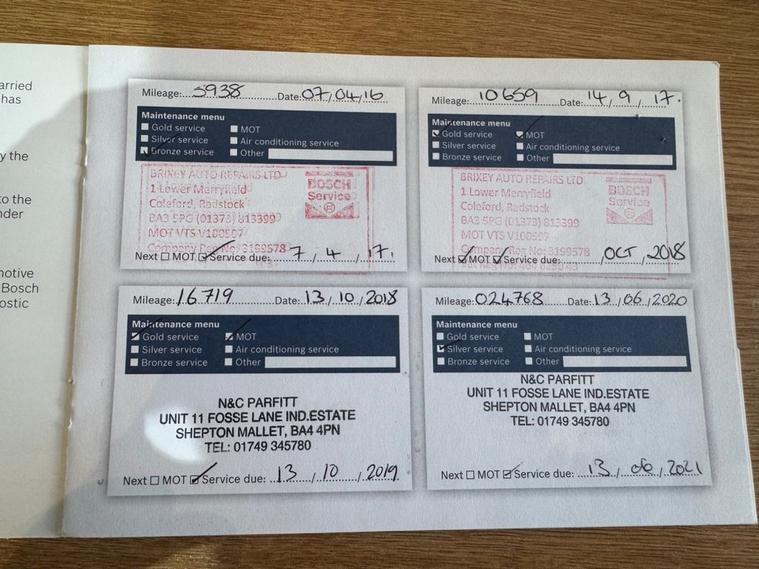 arried
has
y the
to the
nder
motive
Bosch
ostic
Mileage: 5938 Date: 07/04/16
Maintenance menu
Gold service MOT
Silver service Air conditioning service
Bronze service Other
BRIXEY AUTO REPAIRS LTD
1 Lower Merryfield
Coleford, Radstock
BA3 5PG (01373) 813399
MOT VTS V100507
Company Reg No: 3199578
BOSCH
Service
Next MOT Service due: 7/4/17.
Mileage: 10659 Date: 14/9/17.
Maintenance menu
Gold service MOT
Silver service Air conditioning service
Bronze service Other
BRIXEY AUTO REPAIRS LTD
1 Lower Merryfield
Coleford, Radstock
BA3 5PG (01373) 813399
MOT VTS V100507
Company Reg No: 3199578
BOSCH
Service
Next MOT Service due: /OCT/2018
Mileage: 16719 Date: 13/10/2018
Maintenance menu
Gold service MOT
Silver service Air conditioning service
Bronze service Other
N&C PARFITT
UNIT 11 FOSSE LANE IND.ESTATE
SHEPTON MALLET, BA4 4PN
TEL: 01749 345780
Next MOT Service due: 13/10/2019
Mileage: 024768 Date: 13/06/2020
Maintenance menu
Gold service MOT
Silver service Air conditioning service
Bronze service Other
N&C PARFITT
UNIT 11 FOSSE LANE IND.ESTATE
SHEPTON MALLET, BA4 4PN
TEL: 01749 345780
Next MOT Service due: 13/06/2021